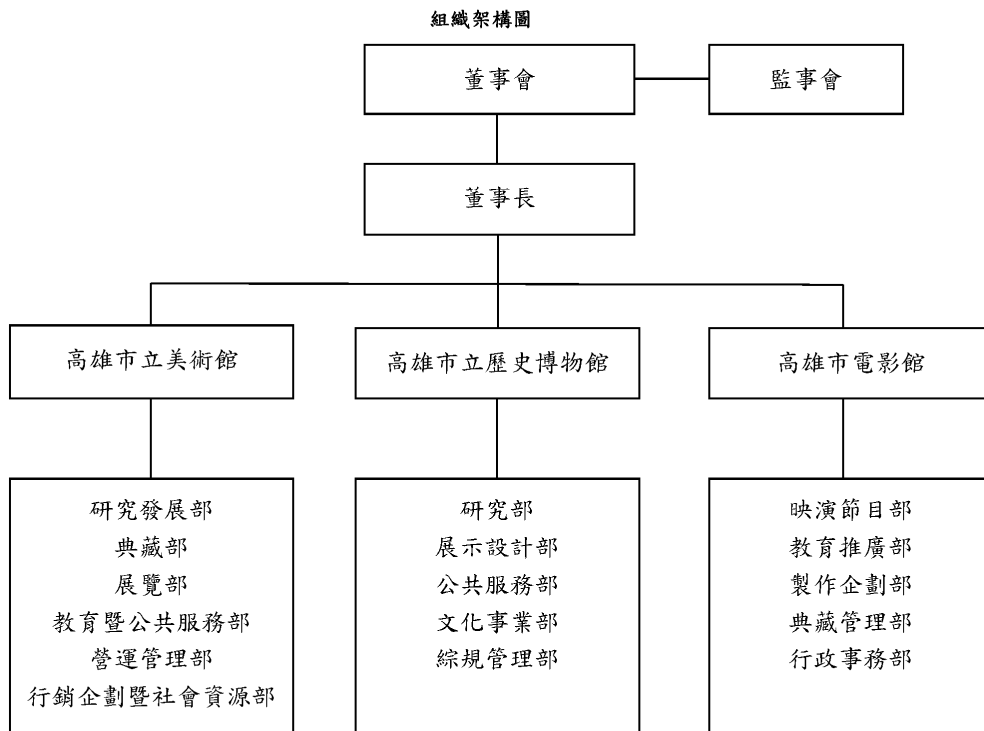 組織架構圖
董事會
監事會
董事長
高雄市立美術館
高雄市立歷史博物館
高雄市電影館
研究發展部
典藏部
展覽部
教育暨公共服務部
營運管理部
行銷企劃暨社會資源部
研究部
展示設計部
公共服務部
文化事業部
綜規管理部
映演節目部
教育推廣部
製作企劃部
典藏管理部
行政事務部